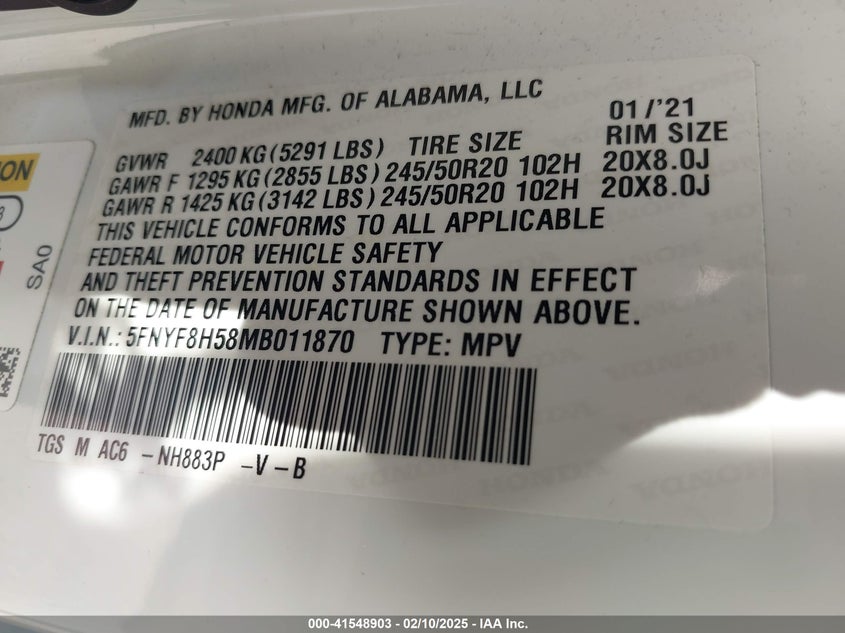 MFD. BY HONDA MFG. OF ALABAMA, LLC 01/'21
GVWR 2400 KG (5291 LBS) TIRE SIZE RIM SIZE
GAWR F 1295 KG (2855 LBS) 245/50R20 102H 20X8.0J
GAWR R 1425 KG (3142 LBS) 245/50R20 102H 20X8.0J
THIS VEHICLE CONFORMS TO ALL APPLICABLE
FEDERAL MOTOR VEHICLE SAFETY
AND THEFT PREVENTION STANDARDS IN EFFECT
ON THE DATE OF MANUFACTURE SHOWN ABOVE.
V.I.N.: 5FNYF8H58MB011870 TYPE: MPV
TGS M AC6 -NH883P -V-B
SA0
000-41548903 - 02/10/2025 - IAA Inc.